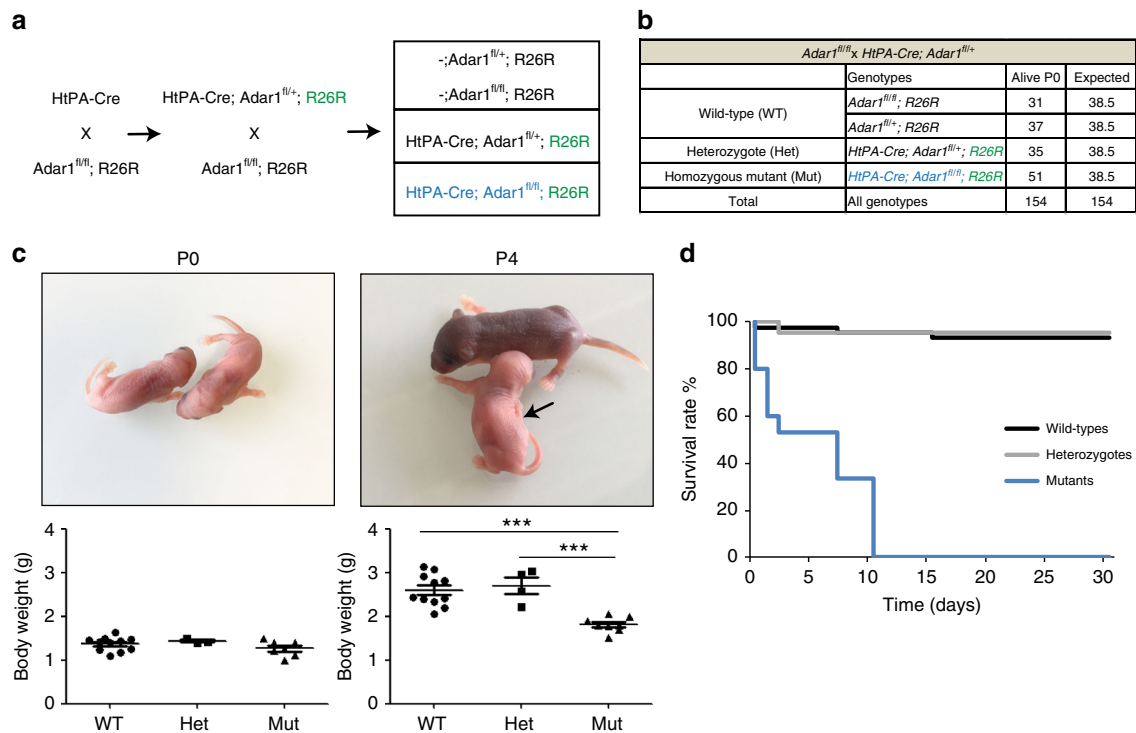 a
HtPA-Cre
X
Adar1fl/fl; R26R
HtPA-Cre; Adar1fl/+; R26R
X
Adar1fl/fl; R26R
-;Adar1fl/+; R26R
-;Adar1fl/fl; R26R
HtPA-Cre; Adar1fl/+; R26R
HtPA-Cre; Adar1fl/fl; R26R
b
Adar1fl/fl x HtPA-Cre; Adar1fl/+
Genotypes Alive P0 Expected
Wild-type (WT) Adar1fl/fl; R26R 31 38.5
Adar1fl/+; R26R 37 38.5
Heterozygote (Het) HtPA-Cre; Adar1fl/+; R26R 35 38.5
Homozygous mutant (Mut) HtPA-Cre; Adar1fl/fl; R26R 51 38.5
Total All genotypes 154 154
c
P0
P4
Body weight (g)
4
3
2
1
0
WT Het Mut
Body weight (g)
4
3
2
1
0
***
***
WT Het Mut
d
Survival rate %
100
80
60
40
20
0
0 5 10 15 20 25 30
Time (days)
Wild-types
Heterozygotes
Mutants